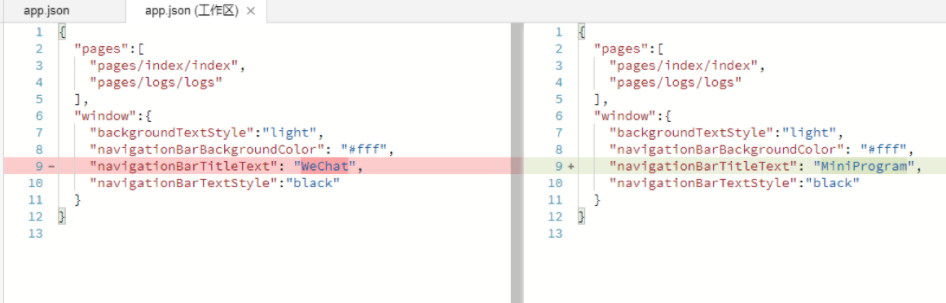 app.json
app.json (工作区) ×
1 {
2 "pages":[
3 "pages/index/index",
4 "pages/logs/logs"
5 ],
6 "window":{
7 "backgroundTextStyle":"light",
8 "navigationBarBackgroundColor": "#fff",
9 - "navigationBarTitleText": "WeChat",
10 "navigationBarTextStyle":"black"
11 }
12 }
13
1 {
2 "pages":[
3 "pages/index/index",
4 "pages/logs/logs"
5 ],
6 "window":{
7 "backgroundTextStyle":"light",
8 "navigationBarBackgroundColor": "#fff",
9 + "navigationBarTitleText": "MiniProgram",
10 "navigationBarTextStyle":"black"
11 }
12 }
13